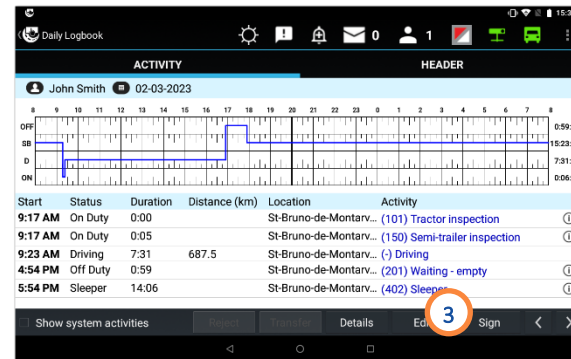 15:3
Daily Logbook 0 1
ACTIVITY HEADER
John Smith 02-03-2023
8 9 10 11 12 13 14 15 16 17 18 19 20 21 22 23 0 1 2 3 4 5 6 7 8
OFF 0:59:
SB 15:23:
D 7:31:
ON 0:06:
Start Status Duration Distance (km) Location Activity
9:17 AM On Duty 0:00 St-Bruno-de-Montarv... (101) Tractor inspection
9:17 AM On Duty 0:05 St-Bruno-de-Montarv... (150) Semi-trailer inspection
9:23 AM Driving 7:31 687.5 St-Bruno-de-Montarv... (-) Driving
4:54 PM Off Duty 0:59 St-Bruno-de-Montarv... (201) Waiting - empty
5:54 PM Sleeper 14:06 St-Bruno-de-Montarv... (402) Sleeper
Show system activities Reject Transfer Details Edi 3 Sign